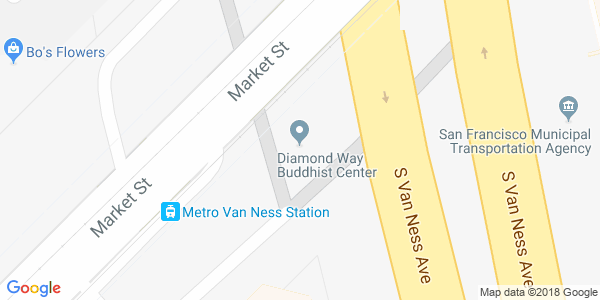 Bo's Flowers
Market St
Diamond Way
Buddhist Center
San Francisco Municipal
Transportation Agency
Market St
Metro Van Ness Station
S Van Ness Ave
S Van Ness Ave
Google
Map data ©2018 Google